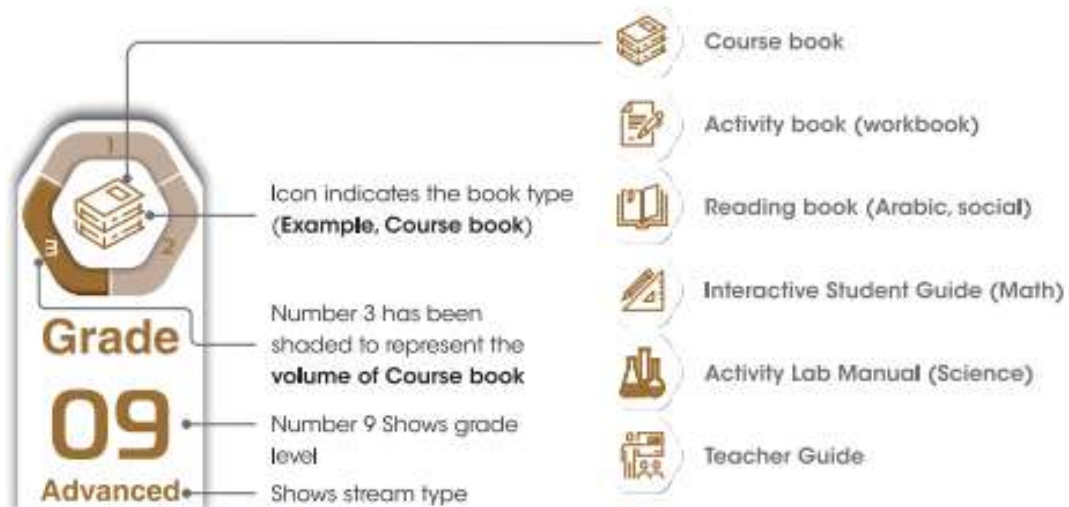 1
2
3
Grade
09
Advanced
Icon indicates the book type
(Example, Course book)
Number 3 has been
shaded to represent the
volume of Course book
Number 9 Shows grade
level
Shows stream type
Course book
Activity book (workbook)
Reading book (Arabic, social)
Interactive Student Guide (Math)
Activity Lab Manual (Science)
Teacher Guide